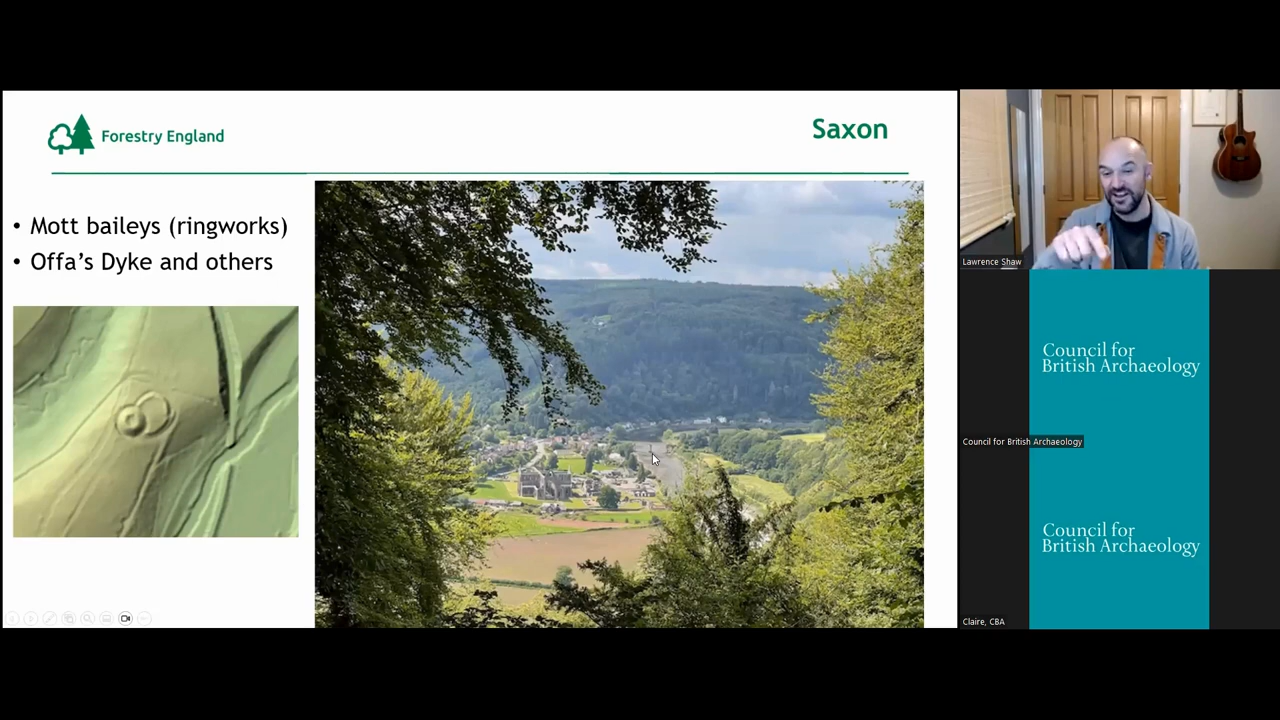 Forestry England
Saxon
• Mott baileys (ringworks)
• Offa's Dyke and others
Lawrence Shaw
Council for
British Archaeology
Council for British Archaeology
Council for
British Archaeology
Claire, CBA